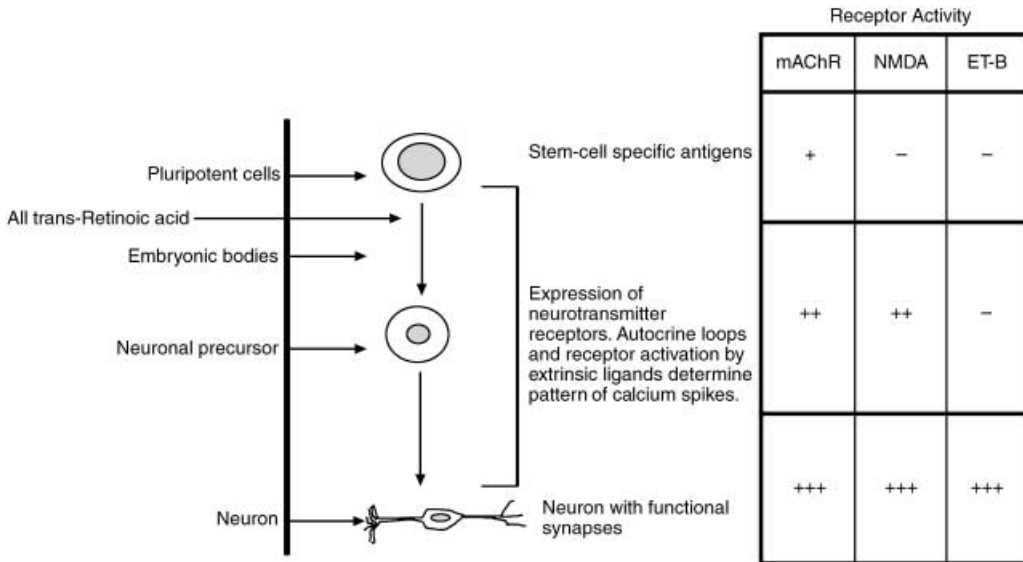 Receptor Activity
mAChR NMDA ET-B
Stem-cell specific antigens + – –
Pluripotent cells
All trans-Retinoic acid
Embryonic bodies
Expression of
neurotransmitter
receptors. Autocrine loops
and receptor activation by
extrinsic ligands determine
pattern of calcium spikes.
++ ++ –
Neuronal precursor
Neuron
Neuron with functional
synapses
+++ +++ +++